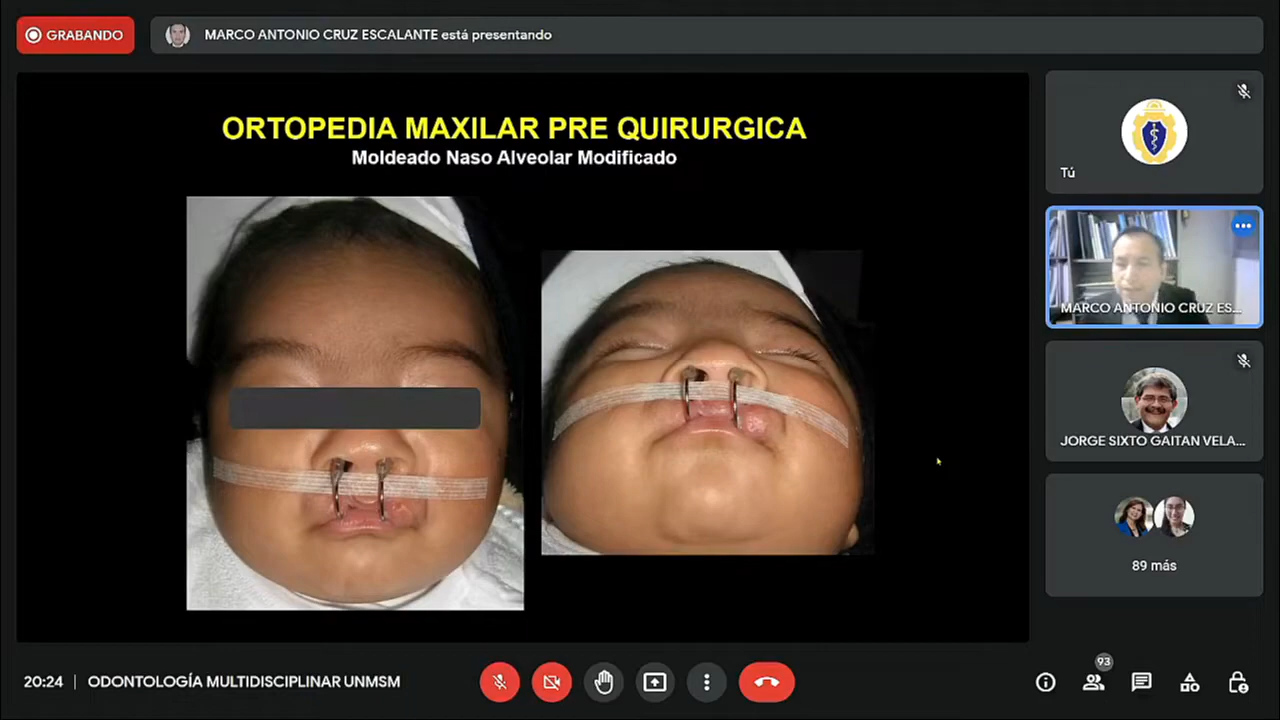 GRABANDO
MARCO ANTONIO CRUZ ESCALANTE está presentando
ORTOPEDIA MAXILAR PRE QUIRURGICA
Moldeado Naso Alveolar Modificado
Tú
MARCO ANTONIO CRUZ ES...
JORGE SIXTO GAITAN VELA...
89 más
20:24 | ODONTOLOGÍA MULTIDISCIPLINAR UNMSM
93